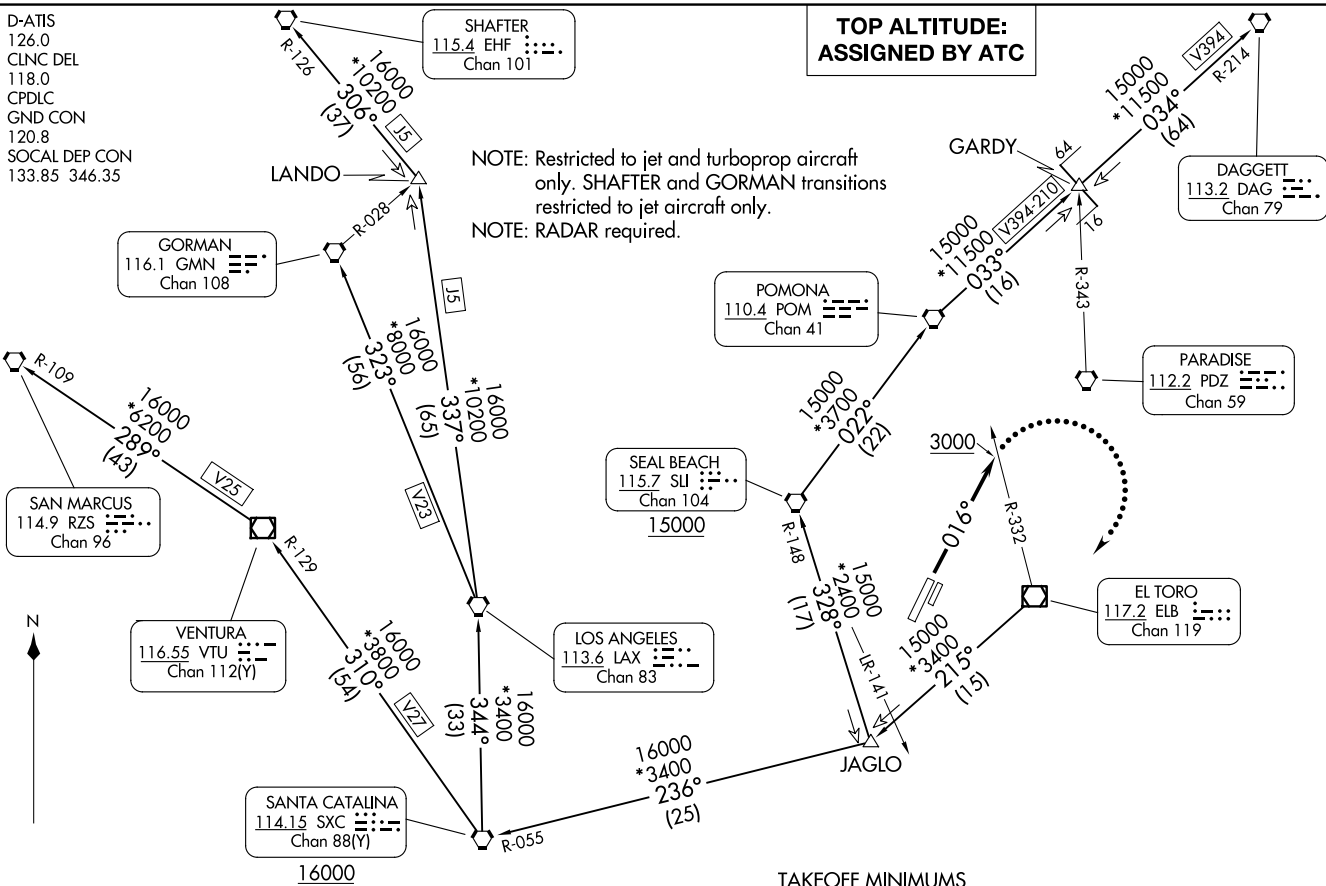 D-ATIS
126.0
CLNC DEL
118.0
CPDLC
GND CON
120.8
SOCAL DEP CON
133.85 346.35
SHAFTER
115.4 EHF
Chan 101
R-126
16000
*10200
306°
(37)
J5
TOP ALTITUDE:
ASSIGNED BY ATC
V394
R-214
15000
*11500
034°
(64)
DAGGETT
113.2 DAG
Chan 79
LANDO
R-028
NOTE: Restricted to jet and turboprop aircraft
only. SHAFTER and GORMAN transitions
restricted to jet aircraft only.
NOTE: RADAR required.
GARDY
64
16
V394-210
15000
*11500
033°
(16)
R-343
GORMAN
116.1 GMN
Chan 108
J5
16000
*8000
323°
(56)
V23
16000
*10200
337°
(65)
POMONA
110.4 POM
Chan 41
PARADISE
112.2 PDZ
Chan 59
R-109
16000
*6200
289°
(43)
V25
SAN MARCUS
114.9 RZS
Chan 96
15000
*3700
022°
(22)
3000
SEAL BEACH
115.7 SLI
Chan 104
15000
016°
R-332
R-148
15000
*2400
328°
(17)
LR-141
EL TORO
117.2 ELB
Chan 119
15000
*3400
215°
(15)
N
R-129
VENTURA
116.55 VTU
Chan 112(Y)
16000
*3800
310°
(54)
V27
LOS ANGELES
113.6 LAX
Chan 83
16000
*3400
344°
(33)
JAGLO
16000
*3400
236°
(25)
R-055
SANTA CATALINA
114.15 SXC
Chan 88(Y)
16000
TAKEOFF MINIMUMS